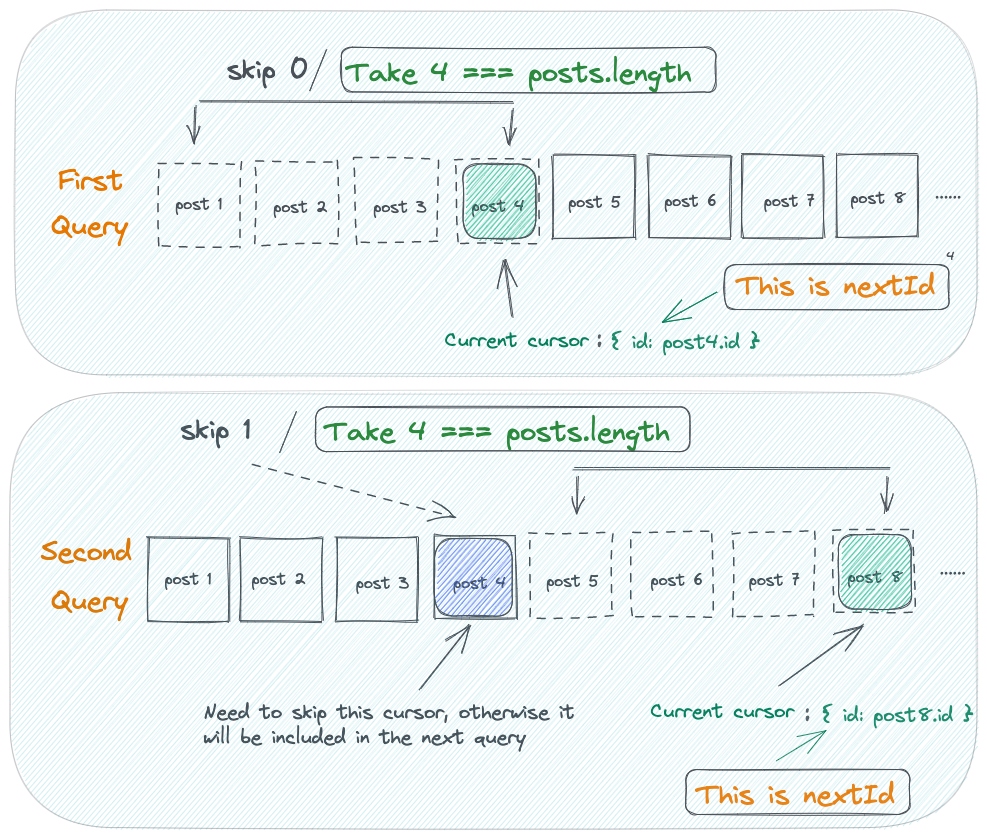 skip 0/ Take 4 === posts.length
First
Query
post 1 post 2 post 3 post 4 post 5 post 6 post 7 post 8 ......
4
This is nextId
Current cursor : { id: post4.id }
skip 1 / Take 4 === posts.length
Second
Query
post 1 post 2 post 3 post 4 post 5 post 6 post 7 post 8 ......
Need to skip this cursor, otherwise it
will be included in the next query
Current cursor : { id: post8.id }
This is nextId